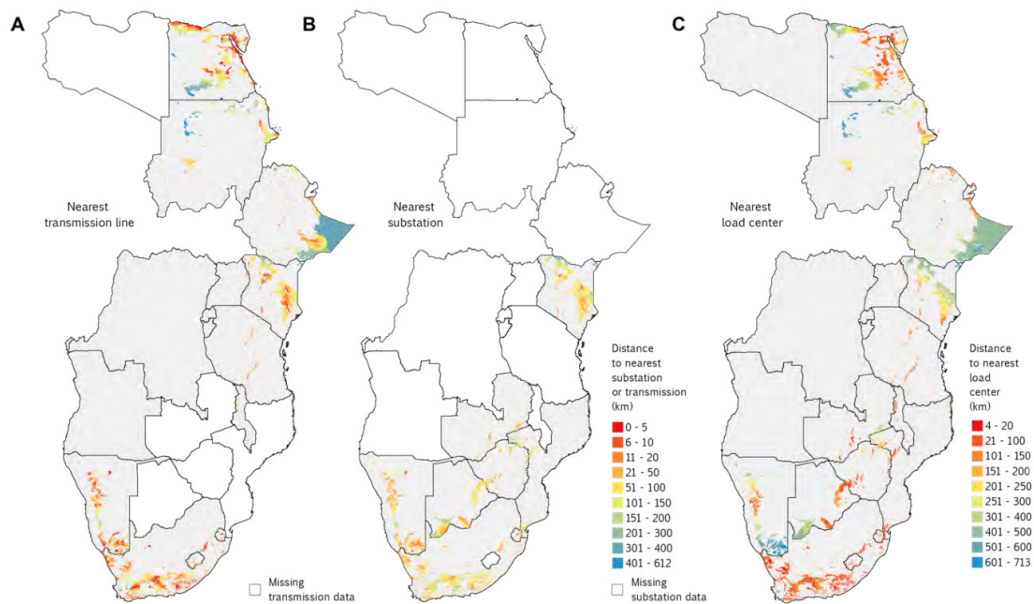 A
B
C
Nearest
transmission line
Nearest
substation
Nearest
load center
Distance
to nearest
substation
or transmission
(km)
0 - 5
6 - 10
11 - 20
21 - 50
51 - 100
101 - 150
151 - 200
201 - 300
301 - 400
401 - 612
Distance
to nearest
load
center
(km)
4 - 20
21 - 100
101 - 150
151 - 200
201 - 250
251 - 300
301 - 400
401 - 500
501 - 600
601 - 713
Missing
transmission data
Missing
substation data